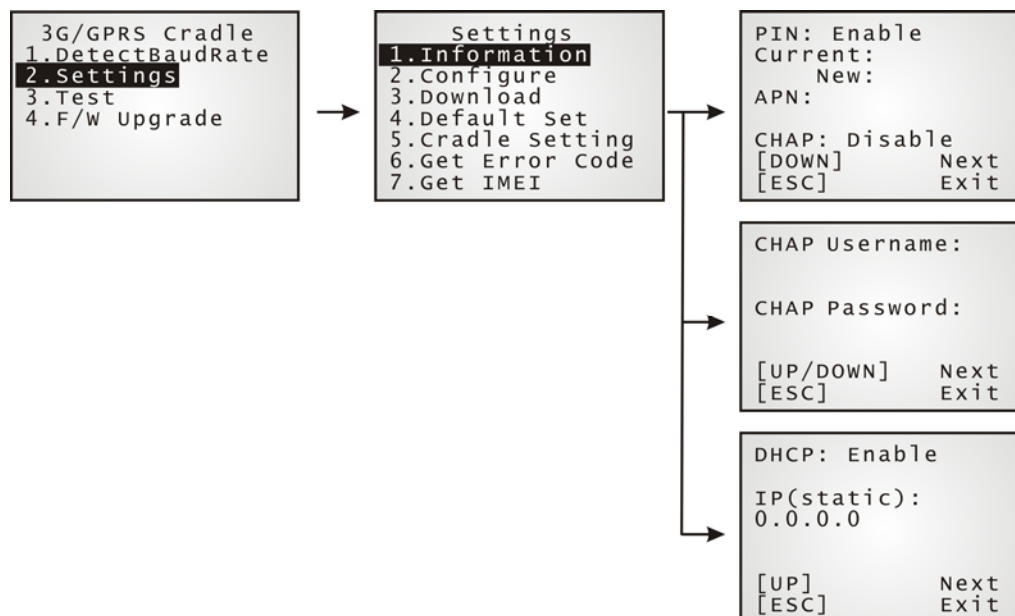 3G/GPRS Cradle
1.DetectBaudRate
2.Settings
3.Test
4.F/W Upgrade
Settings
1.Information
2.Configure
3.Download
4.Default Set
5.Cradle Setting
6.Get Error Code
7.Get IMEI
PIN: Enable
Current:
New:
APN:
CHAP: Disable
[DOWN] Next
[ESC] Exit
CHAP Username:
CHAP Password:
[UP/DOWN] Next
[ESC] Exit
DHCP: Enable
IP(static):
0.0.0.0
[UP] Next
[ESC] Exit